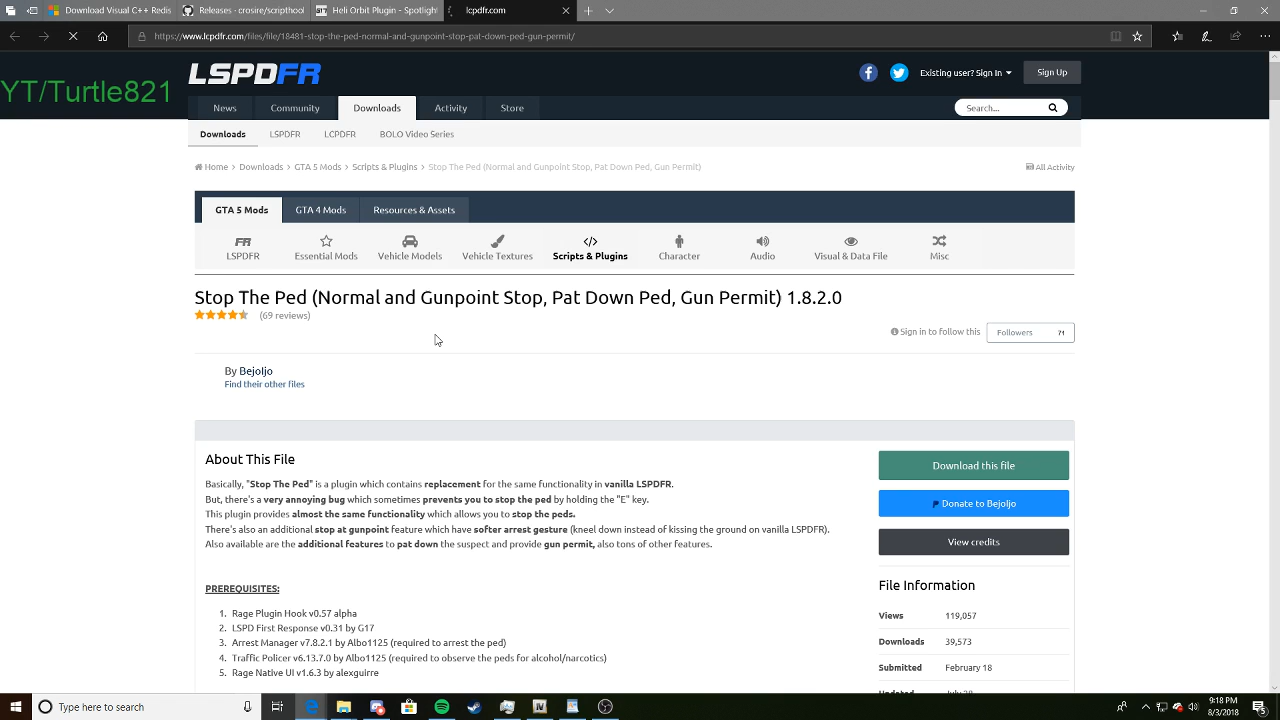 Download Visual C++ Redist
Heli Hook
lcpdfr.com
https://www.lcpdfr.com/files/file/18481-stop-the-ped-normal-and-gunpoint-stop-pat-down-ped-gun-permit/
YT/Turtle821
LSPDFR
Existing user? Sign In
Sign Up
News
Community
Downloads
Activity
Store
Search...
Downloads
LSPDFR
LCPDFR
BOLO Video Series
Home > Downloads > GTA 5 Mods > Scripts & Plugins > Stop The Ped (Normal and Gunpoint Stop, Pat Down Ped, Gun Permit)
All Activity
GTA 5 Mods
GTA 4 Mods
Resources & Assets
LSPDFR
Essential Mods
Vehicle Models
Vehicle Textures
Scripts & Plugins
Character
Audio
Visual & Data File
Misc
Stop The Ped (Normal and Gunpoint Stop, Pat Down Ped, Gun Permit) 1.8.2.0
(69 reviews)
Sign in to follow this
Followers 71
By Bejoljo
Find their other files
About This File
Basically, "Stop The Ped" is a plugin which contains replacement for the same functionality in vanilla LSPDFR.
But, there's a very annoying bug which sometimes prevents you to stop the ped by holding the "E" key.
This plugin provides almost the same functionality which allows you to stop the peds.
There's also an additional stop at gunpoint feature which have softer arrest gesture (kneel down instead of kissing the ground on vanilla LSPDFR).
Also available are the additional features to pat down the suspect and provide gun permit, also tons of other features.
PREREQUISITES:
1. Rage Plugin Hook v0.57 alpha
2. LSPD First Response v0.31 by G17
3. Arrest Manager v7.8.2.1 by Albo1125 (required to arrest the ped)
4. Traffic Policer v6.13.7.0 by Albo1125 (required to observe the peds for alcohol/narcotics)
5. Rage Native UI v1.6.3 by alexguirre
Download this file
Donate to Bejoljo
View credits
File Information
Views 119,057
Downloads 39,573
Submitted February 18
Type here to search
9:18 PM
8/3/2018